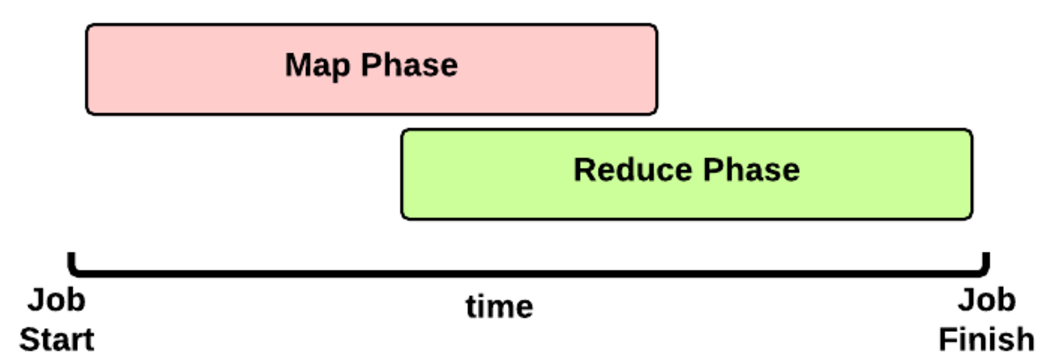 Map Phase
Reduce Phase
Job
Start
time
Job
Finish